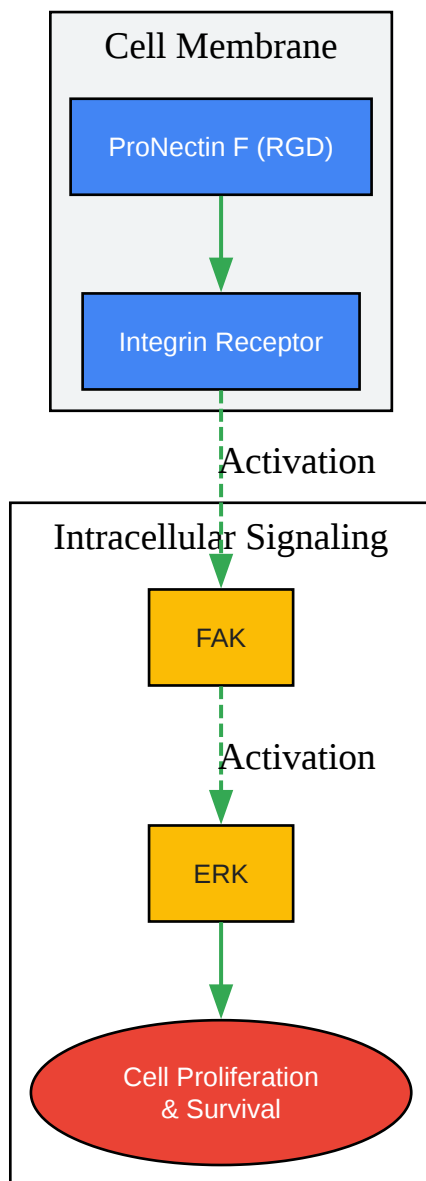 Cell Membrane
ProNectin F (RGD)
Integrin Receptor
Activation
Intracellular Signaling
FAK
Activation
ERK
Cell Proliferation
& Survival